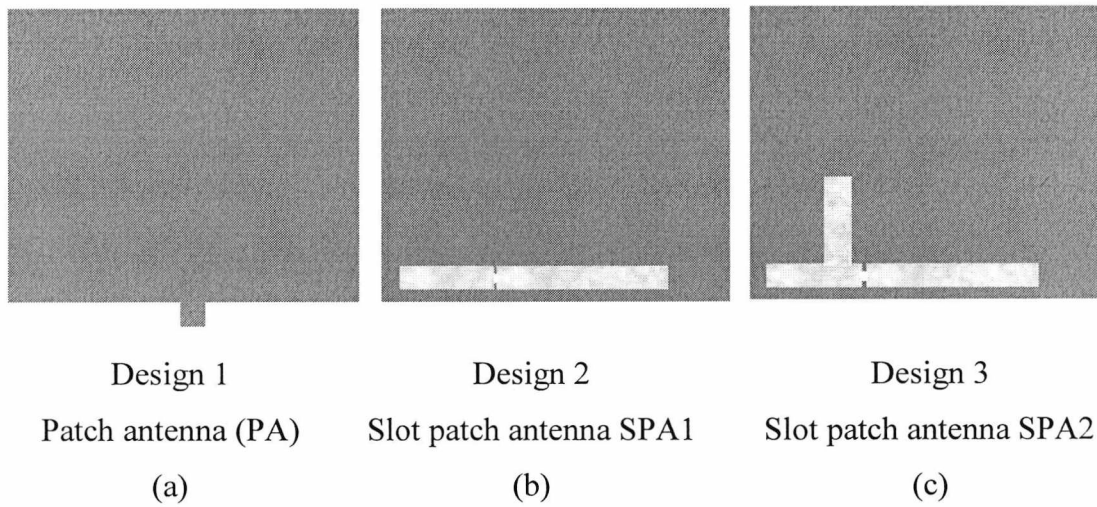 Design 1 Design 2 Design 3
Patch antenna (PA) Slot patch antenna SPA1 Slot patch antenna SPA2
(a) (b) (c)